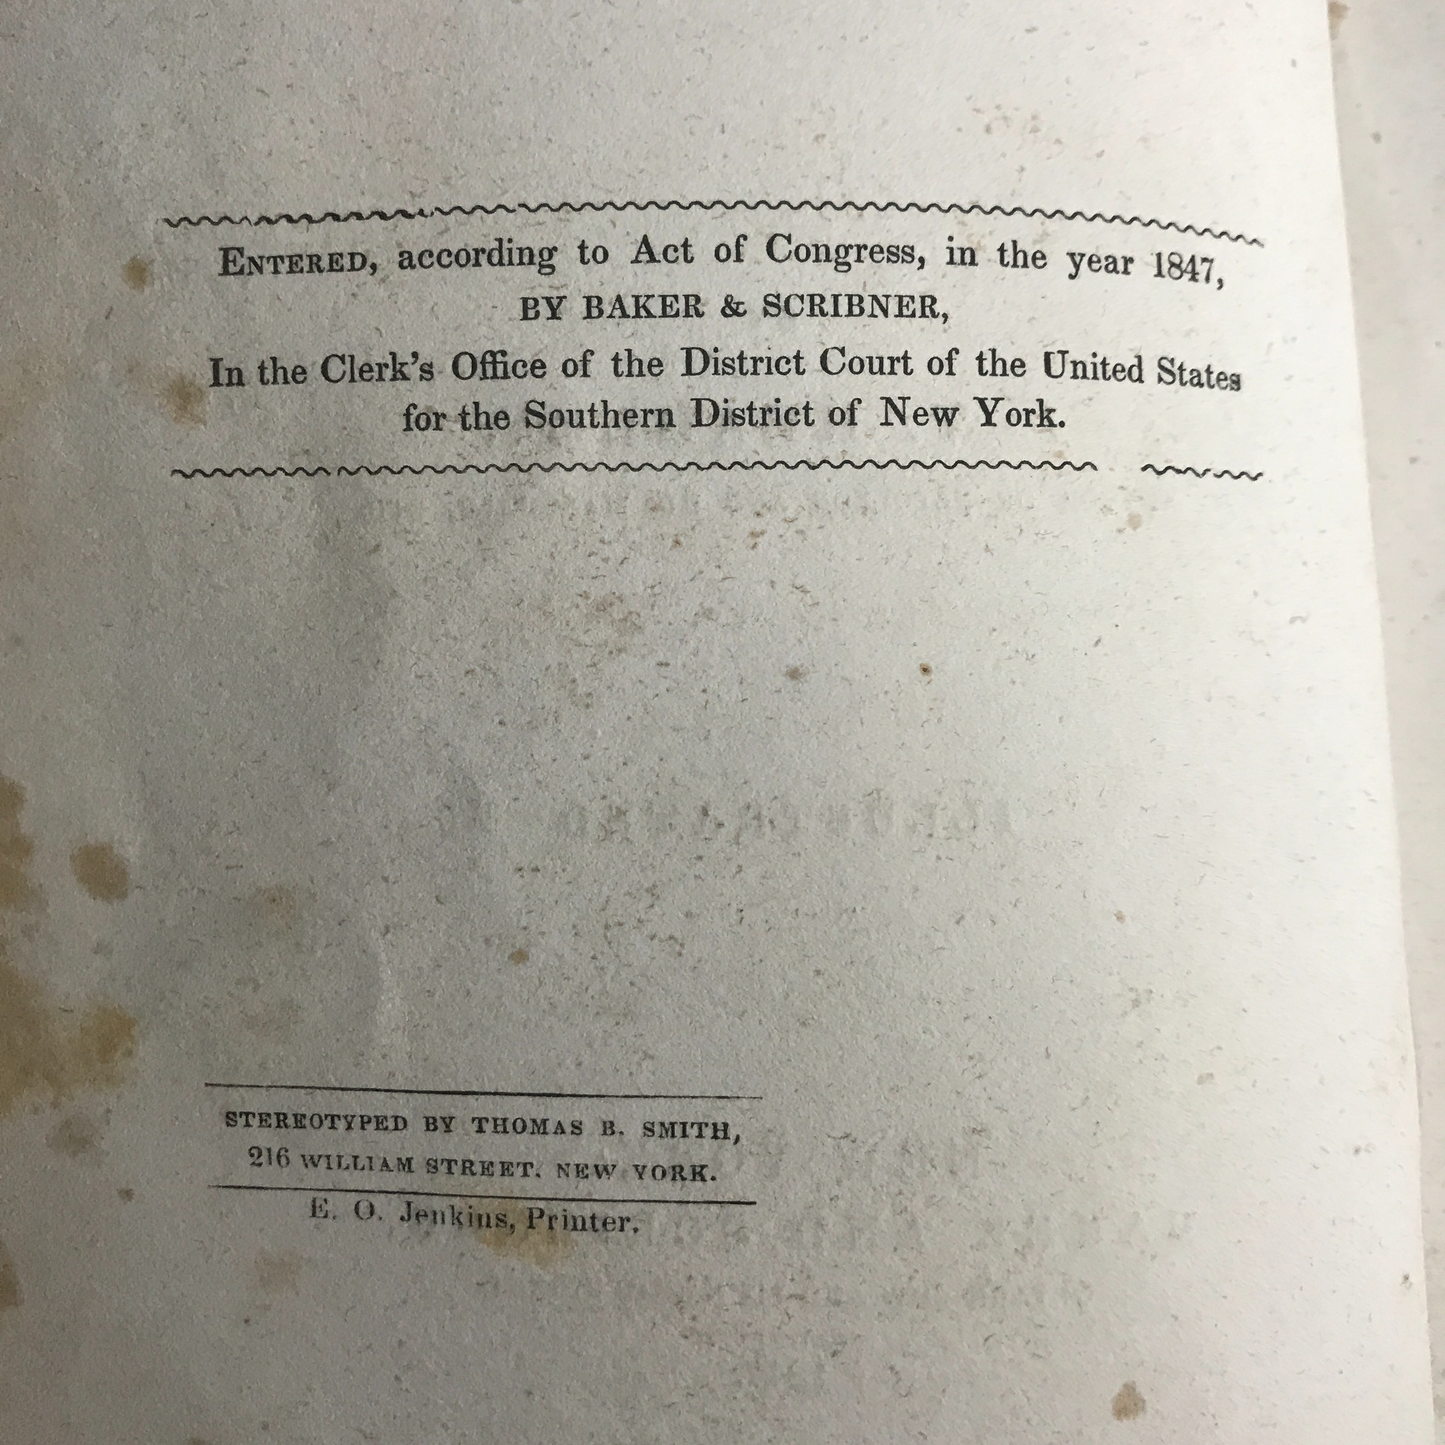 ENTERED, according to Act of Congress, in the year 1847,
BY BAKER & SCRIBNER,
In the Clerk's Office of the District Court of the United States
for the Southern District of New York.
STEREOTYPED BY THOMAS B. SMITH,
216 WILLIAM STREET. NEW YORK.
E. O. Jenkins, Printer.